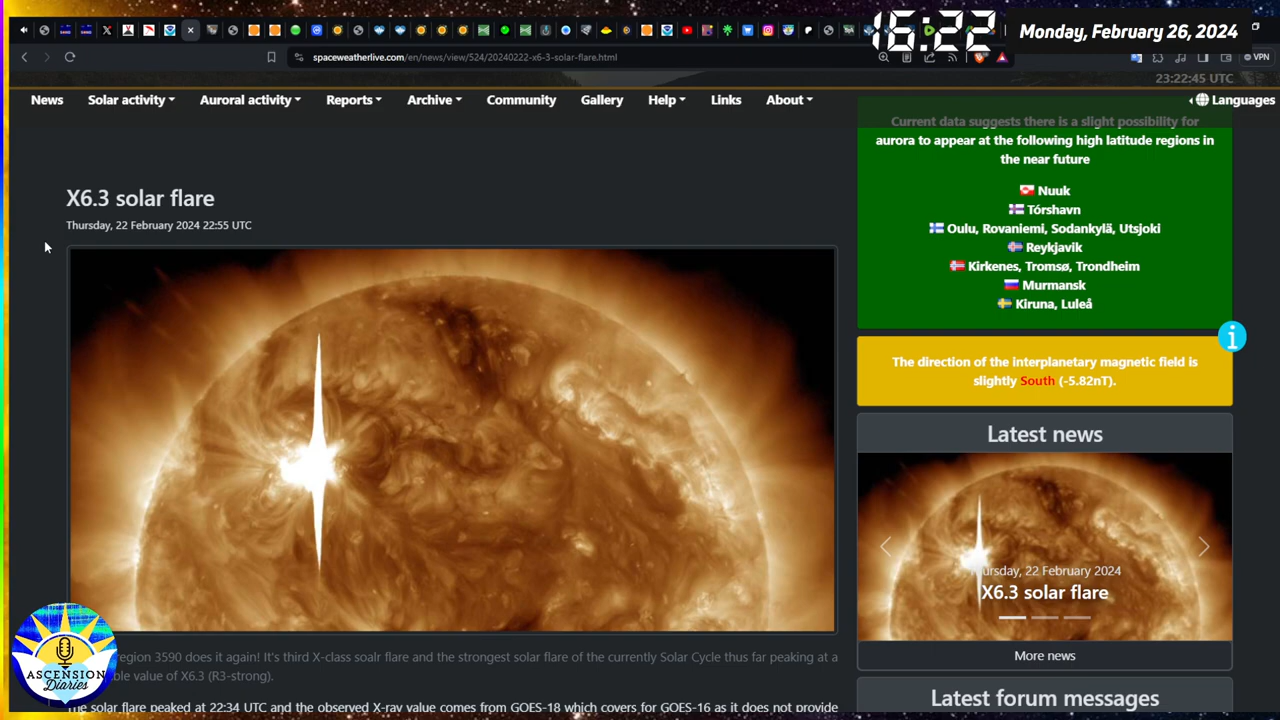 16:22
Monday, February 26, 2024
spaceweatherlive.com/en/news/view/524/20240222-x6-3-solar-flare.html
VPN
23:22:45 UTC
News Solar activity Auroral activity Reports Archive Community Gallery Help Links About Languages
Current data suggests there is a slight possibility for
aurora to appear at the following high latitude regions in
the near future
Nuuk
Tórshavn
Oulu, Rovaniemi, Sodankylä, Utsjoki
Reykjavik
Kirkenes, Tromsø, Trondheim
Murmansk
Kiruna, Luleå
The direction of the interplanetary magnetic field is
slightly South (-5.82nT).
X6.3 solar flare
Thursday, 22 February 2024 22:55 UTC
region 3590 does it again! It's third X-class soalr flare and the strongest solar flare of the currently Solar Cycle thus far peaking at a
value of X6.3 (R3-strong).
The solar flare peaked at 22:34 UTC and the observed X-ray value comes from GOES-18 which covers for GOES-16 as it does not provide
Latest news
Thursday, 22 February 2024
X6.3 solar flare
More news
Latest forum messages
ASCENSION
Diaries